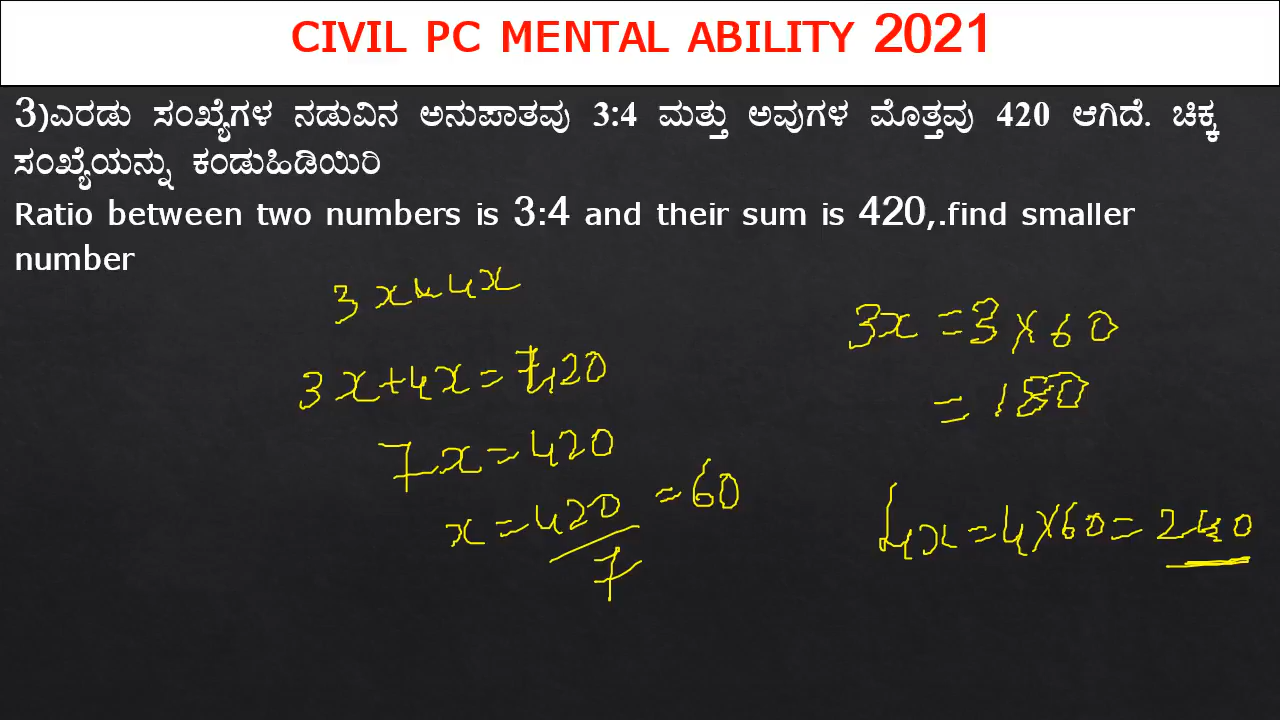 CIVIL PC MENTAL ABILITY 2021
3)ಎರಡು ಸಂಖ್ಯೆಗಳ ನಡುವಿನ ಅನುಪಾತವು 3:4 ಮತ್ತು ಅವುಗಳ ಮೊತ್ತವು 420 ಆಗಿದೆ. ಚಿಕ್ಕ
ಸಂಖ್ಯೆಯನ್ನು ಕಂಡುಹಿಡಿಯಿರಿ
Ratio between two numbers is 3:4 and their sum is 420,.find smaller
number
3x 4x
3x+4x= 20
7x=420
x=420/7 =60
3x=3×60
=180
4x=4×60=240